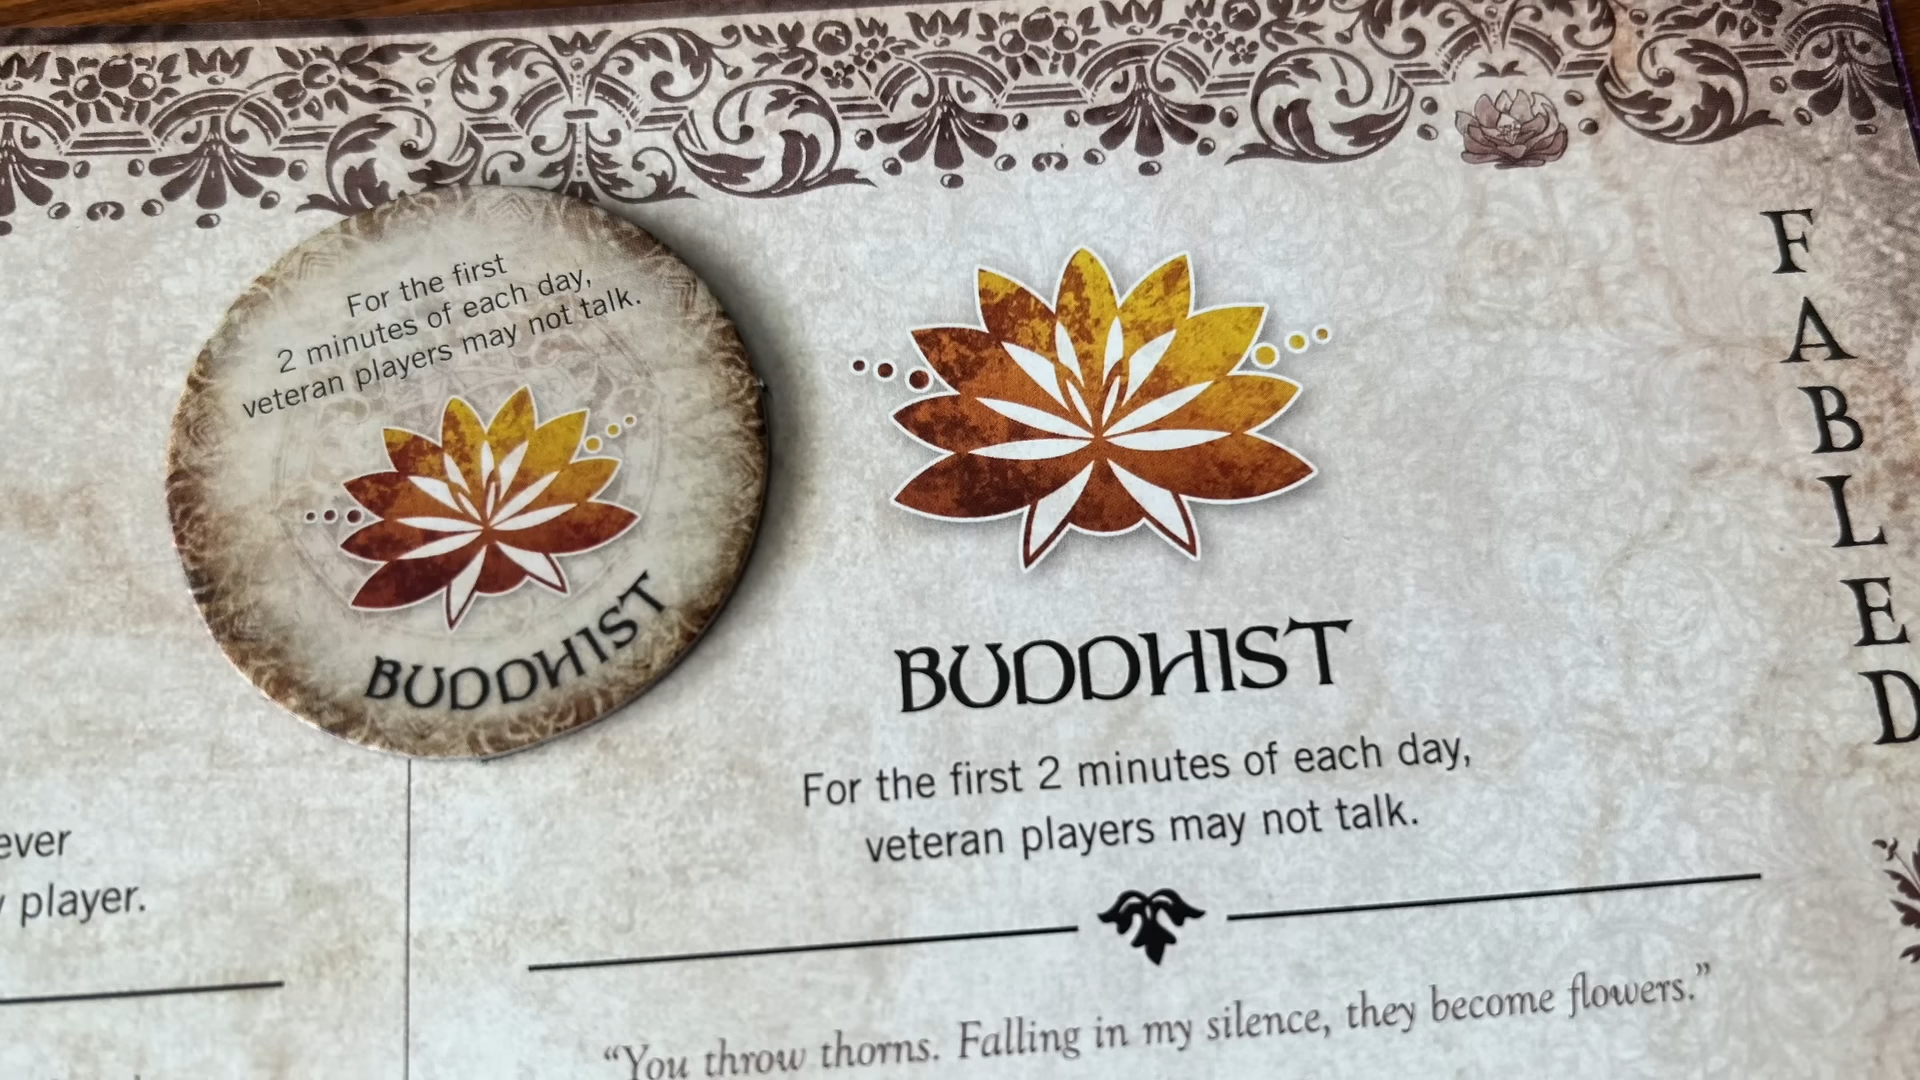 For the first
2 minutes of each day,
veteran players may not talk.
BUDDHIST
ever
player.
BUDDHIST
For the first 2 minutes of each day,
veteran players may not talk.
“You throw thorns. Falling in my silence, they become flowers.”
FABLED